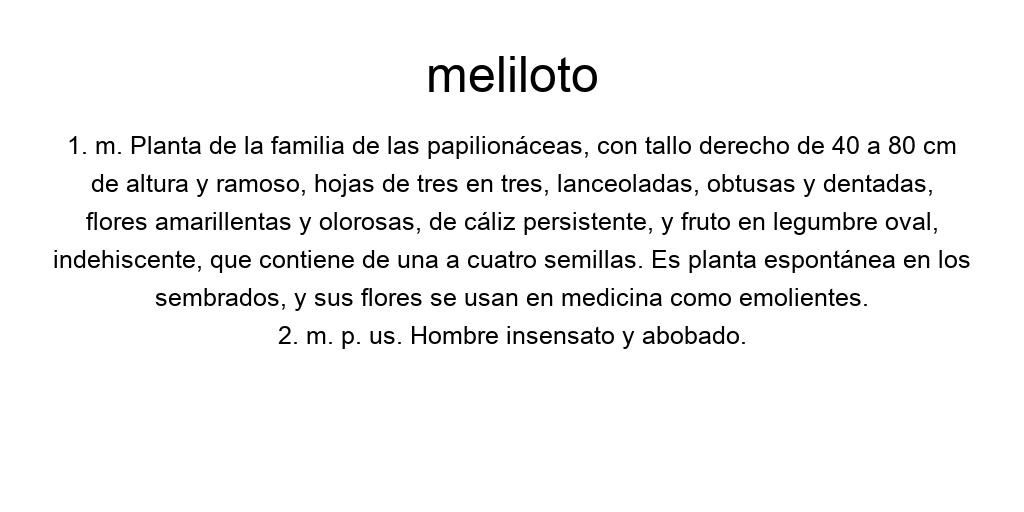 meliloto
1. m. Planta de la familia de las papilionáceas, con tallo derecho de 40 a 80 cm
de altura y ramoso, hojas de tres en tres, lanceoladas, obtusas y dentadas,
flores amarillentas y olorosas, de cáliz persistente, y fruto en legumbre oval,
indehiscente, que contiene de una a cuatro semillas. Es planta espontánea en los
sembrados, y sus flores se usan en medicina como emolientes.
2. m. p. us. Hombre insensato y abobado.